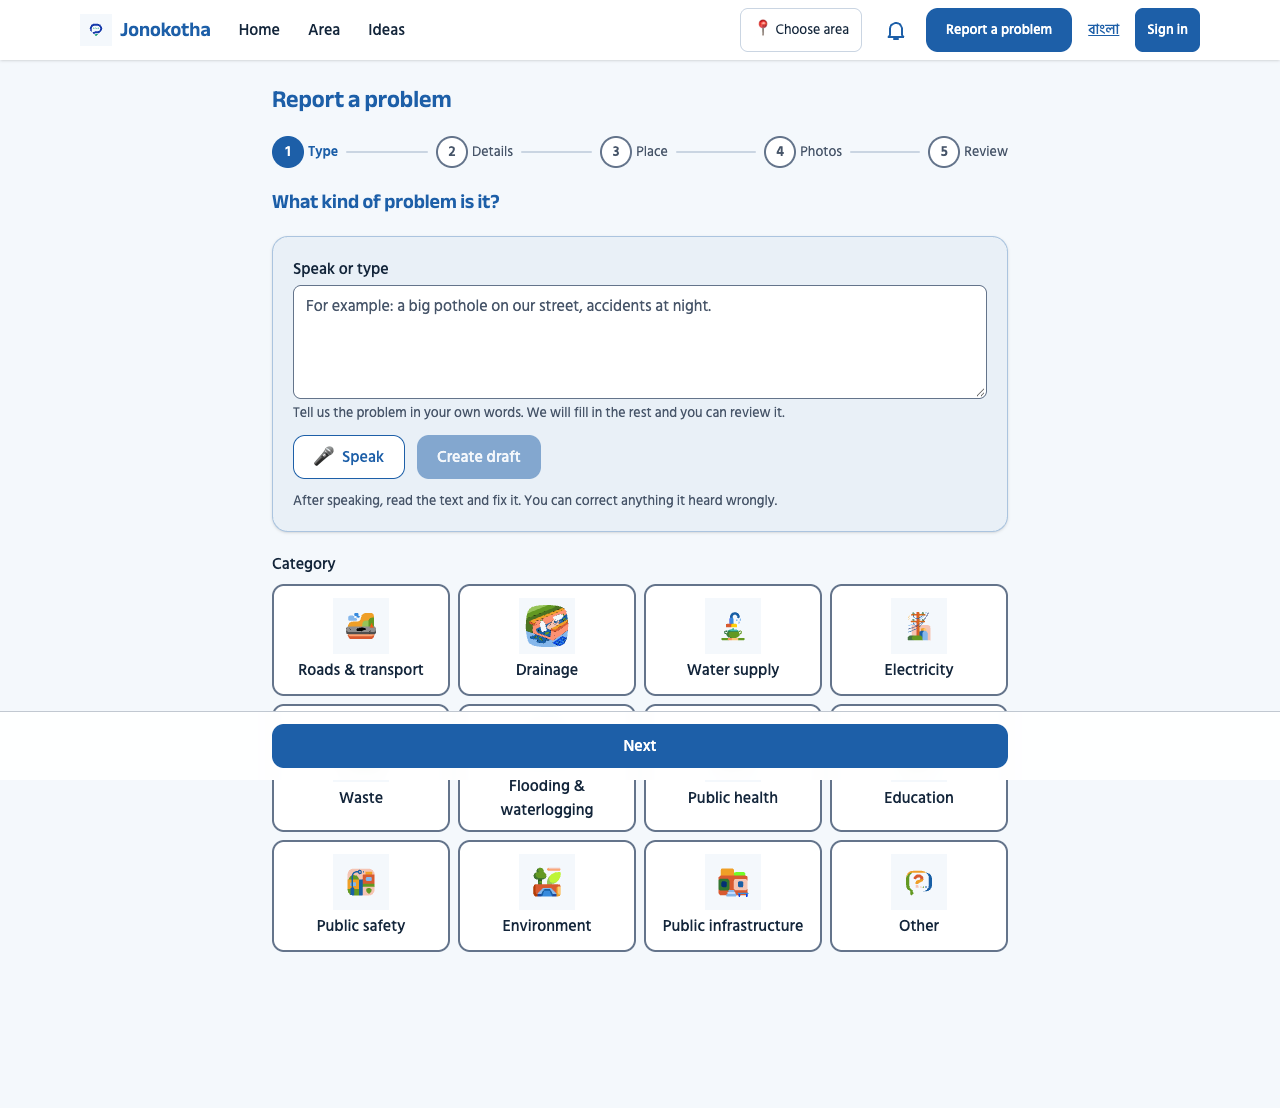 Jonokotha
Home
Area
Ideas
Choose area
Report a problem
বাংলা
Sign in
Report a problem
1 Type
2 Details
3 Place
4 Photos
5 Review
What kind of problem is it?
Speak or type
For example: a big pothole on our street, accidents at night.
Tell us the problem in your own words. We will fill in the rest and you can review it.
Speak
Create draft
After speaking, read the text and fix it. You can correct anything it heard wrongly.
Category
Roads & transport
Drainage
Water supply
Electricity
Next
Waste
Flooding &
waterlogging
Public health
Education
Public safety
Environment
Public infrastructure
Other